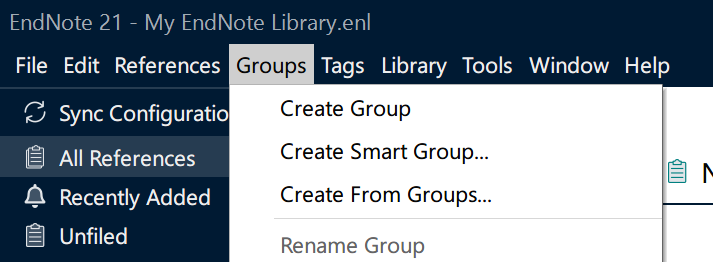 EndNote 21 - My EndNote Library.enl
File Edit References Groups Tags Library Tools Window Help
Sync Configuratio
Create Group
All References
Create Smart Group...
Recently Added
Create From Groups...
Unfiled
Rename Group